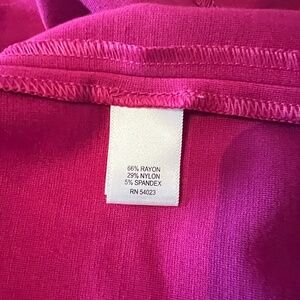 66% RAYON
29% NYLON
5% SPANDEX
RN 54023